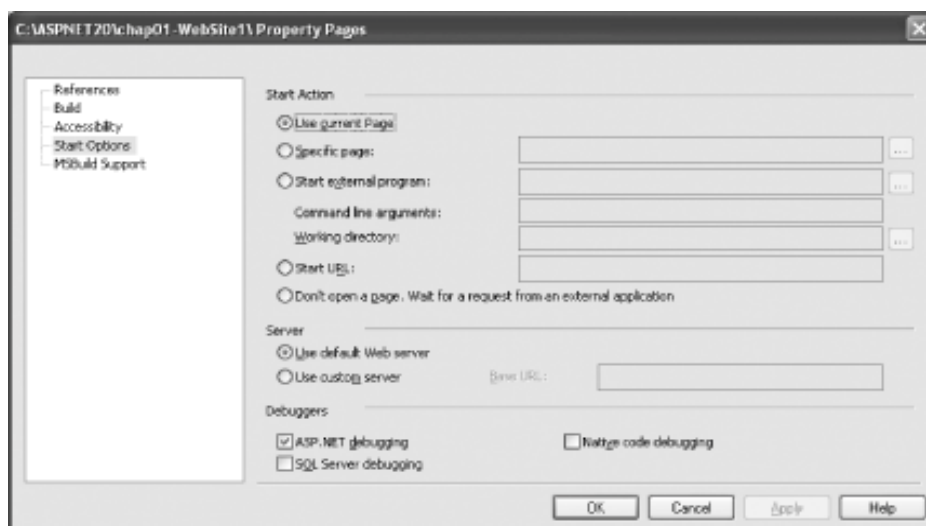 C:\ASPNET20\chap01-WebSite1\ Property Pages
References
Build
Accessibility
Start Options
MSBuild Support
Start Action
Use current Page
Specific page:
...
Start external program:
...
Command line arguments:
Working directory:
...
Start URL:
Don't open a page. Wait for a request from an external application
Server
Use default Web server
Use custom server
Base URL:
Debuggers
ASP.NET debugging
Native code debugging
SQL Server debugging
OK
Cancel
Apply
Help